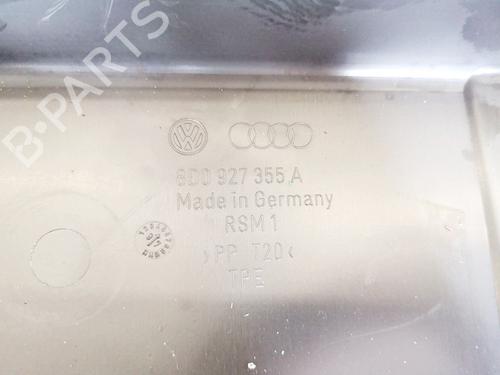 B-PARTS
8D0 927 355 A
Made in Germany
RSM 1
>PP T20<
TPE